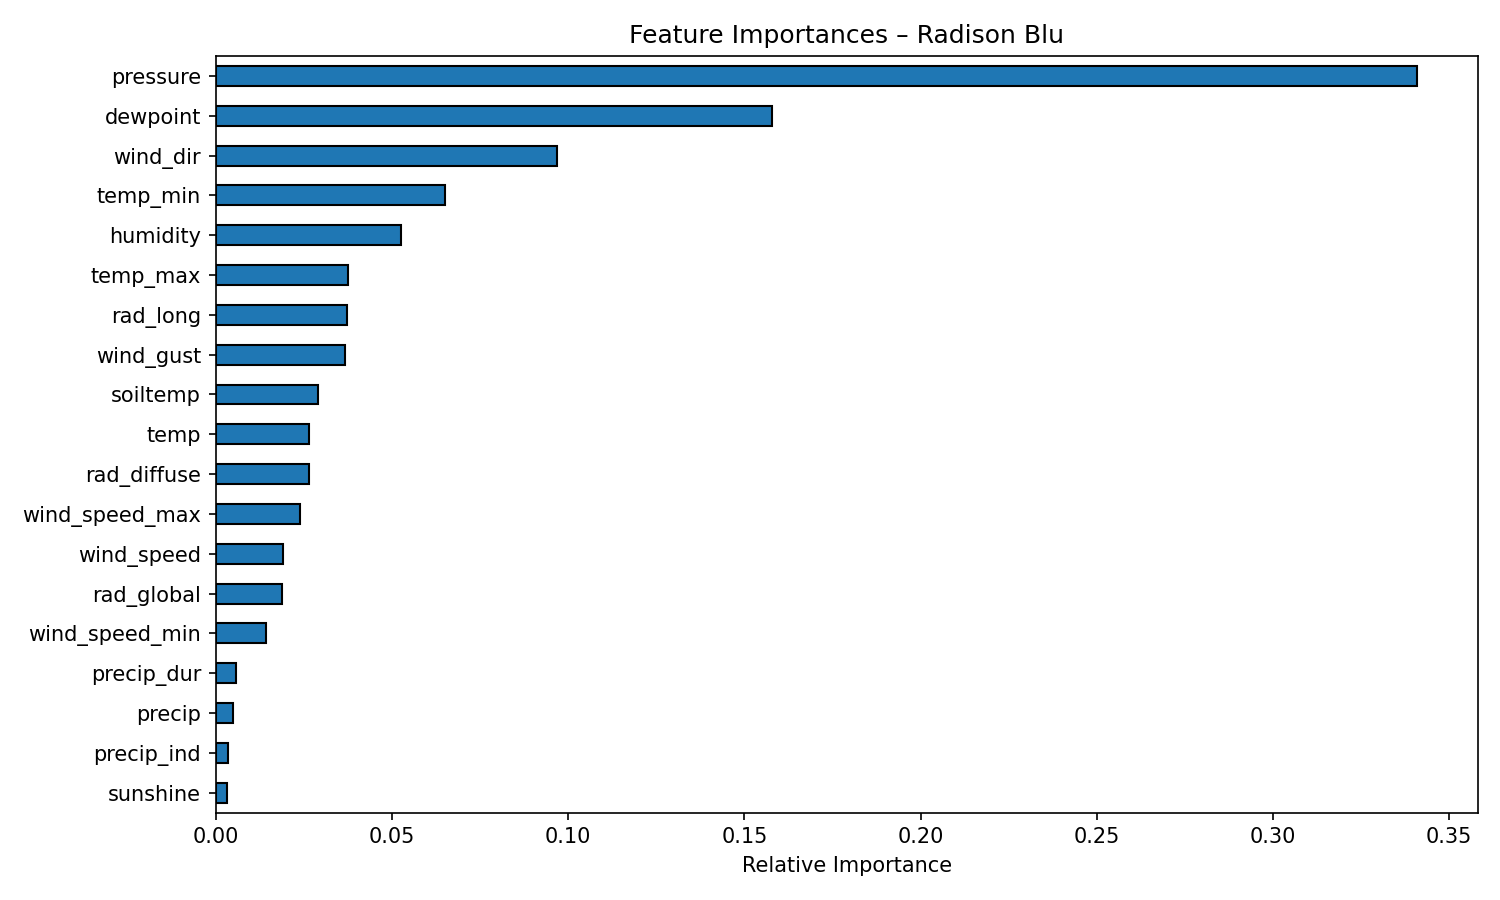 Feature Importances – Radison Blu
pressure
dewpoint
wind_dir
temp_min
humidity
temp_max
rad_long
wind_gust
soiltemp
temp
rad_diffuse
wind_speed_max
wind_speed
rad_global
wind_speed_min
precip_dur
precip
precip_ind
sunshine
0.00 0.05 0.10 0.15 0.20 0.25 0.30 0.35
Relative Importance